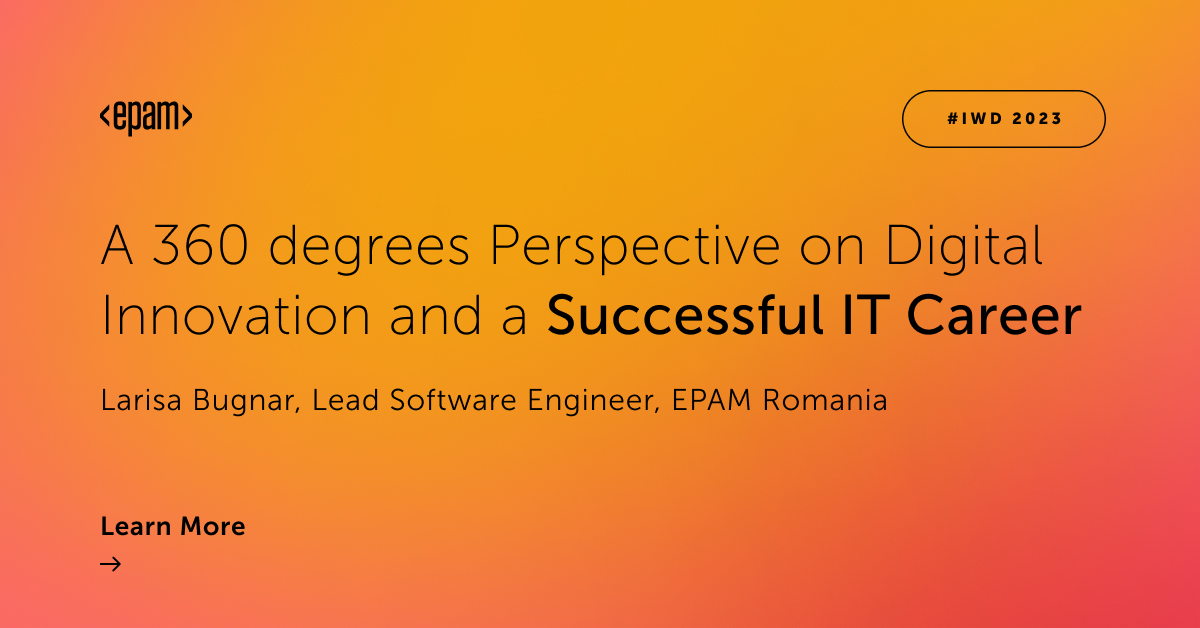 <epam>
#IWD 2023
A 360 degrees Perspective on Digital
Innovation and a Successful IT Career
Larisa Bugnar, Lead Software Engineer, EPAM Romania
Learn More
→